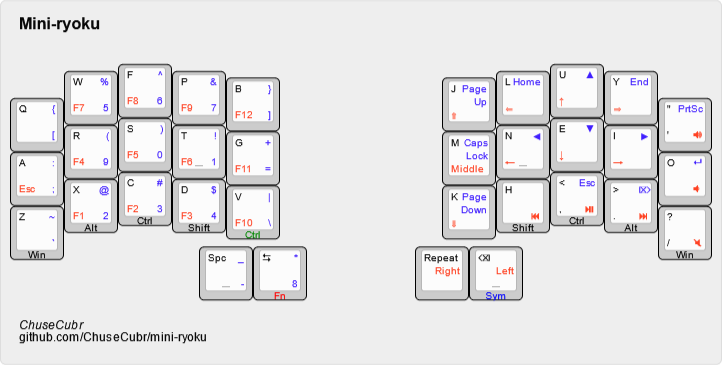 Mini-ryoku
Q {
[
W %
F7 5
F ^
F8 6
P &
F9 7
B }
F12 ]
J Page
Up
⇑
L Home
⇐
U ▲
↑
Y End
⇒
" PrtSc
'
A :
Esc ;
R (
F4 9
S )
F5 0
T !
F6 _ 1
G +
F11 =
M Caps
Lock
Middle
N ◀
← _
E ▼
↓
I ▶
→
O ↵
Z ~
`
Win
X @
F1 2
Alt
C #
F2 3
Ctrl
D $
F3 4
Shift
V |
F10 \
Ctrl
K Page
Down
⇓
H
⏮
Shift
< Esc
, ⏯
Ctrl
> ⌦
. ⏭
Alt
?
/
Win
Spc _
_ -
⇆ *
8
Fn
Repeat
Right
⌫
Left
_
Sym
ChuseCubr
github.com/ChuseCubr/mini-ryoku